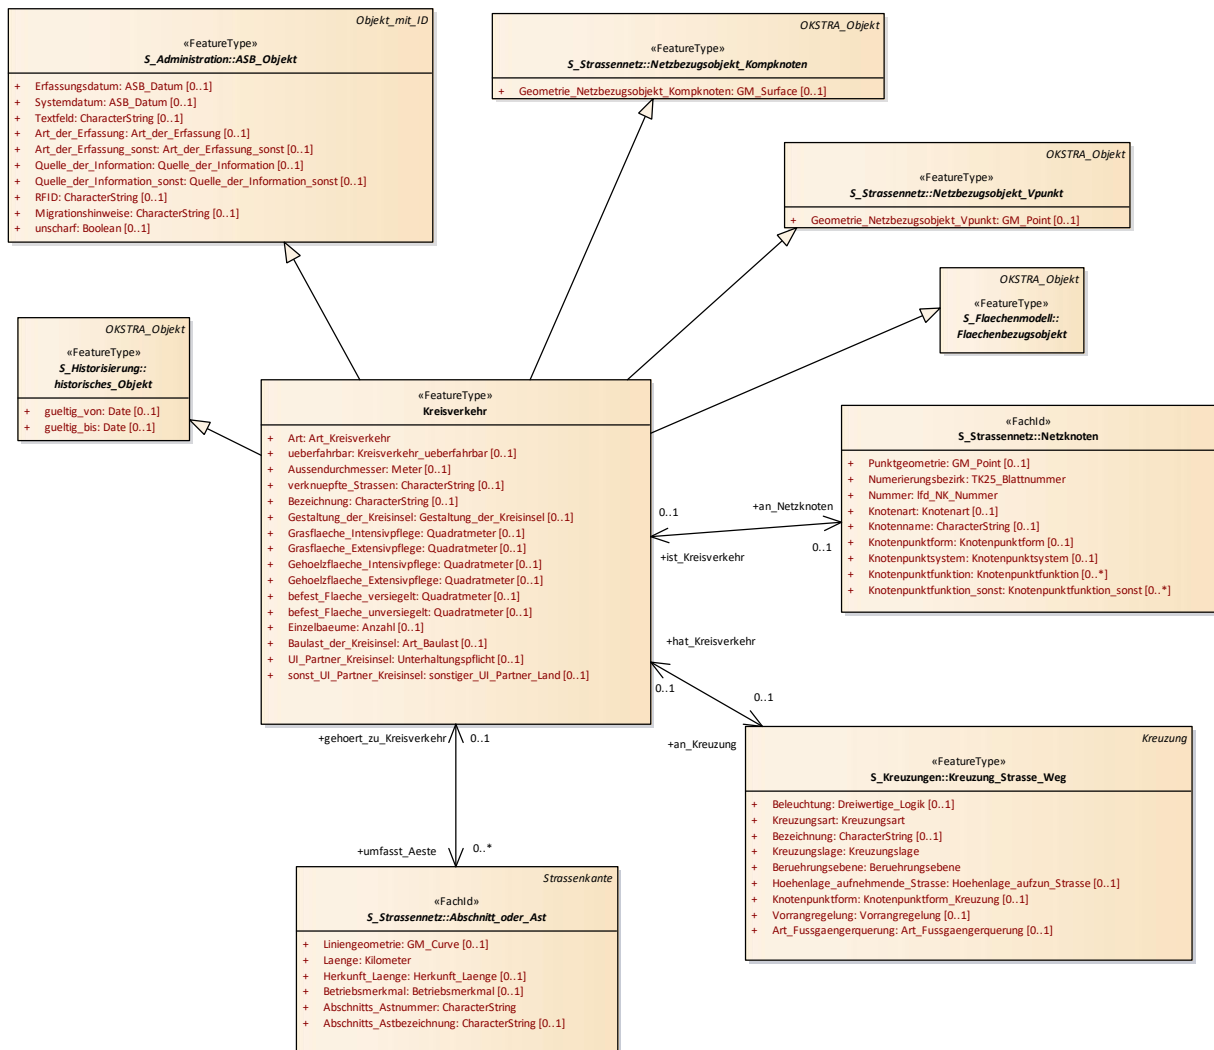 Objekt_mit_ID
«FeatureType»
S_Administration::ASB_Objekt
+ Erfassungsdatum: ASB_Datum [0..1]
+ Systemdatum: ASB_Datum [0..1]
+ Textfeld: CharacterString [0..1]
+ Art_der_Erfassung: Art_der_Erfassung [0..1]
+ Art_der_Erfassung_sonst: Art_der_Erfassung_sonst [0..1]
+ Quelle_der_Information: Quelle_der_Information [0..1]
+ Quelle_der_Information_sonst: Quelle_der_Information_sonst [0..1]
+ RFID: CharacterString [0..1]
+ Migrationshinweise: CharacterString [0..1]
+ unscharf: Boolean [0..1]
OKSTRA_Objekt
«FeatureType»
S_Strassennetz::Netzbezugsobjekt_Kompknoten
+ Geometrie_Netzbezugsobjekt_Kompknoten: GM_Surface [0..1]
OKSTRA_Objekt
«FeatureType»
S_Strassennetz::Netzbezugsobjekt_Vpunkt
+ Geometrie_Netzbezugsobjekt_Vpunkt: GM_Point [0..1]
OKSTRA_Objekt
«FeatureType»
S_Flaechenmodell::
Flaechenbezugsobjekt
OKSTRA_Objekt
«FeatureType»
S_Historisierung::
historisches_Objekt
+ gueltig_von: Date [0..1]
+ gueltig_bis: Date [0..1]
«FeatureType»
Kreisverkehr
+ Art: Art_Kreisverkehr
+ ueberfahrbar: Kreisverkehr_ueberfahrbar [0..1]
+ Aussendurchmesser: Meter [0..1]
+ verknuepfte_Strassen: CharacterString [0..1]
+ Bezeichnung: CharacterString [0..1]
+ Gestaltung_der_Kreisinsel: Gestaltung_der_Kreisinsel [0..1]
+ Grasflaeche_Intensivpflege: Quadratmeter [0..1]
+ Grasflaeche_Extensivpflege: Quadratmeter [0..1]
+ Gehoelzflaeche_Intensivpflege: Quadratmeter [0..1]
+ Gehoelzflaeche_Extensivpflege: Quadratmeter [0..1]
+ befest_Flaeche_versiegelt: Quadratmeter [0..1]
+ befest_Flaeche_unversiegelt: Quadratmeter [0..1]
+ Einzelbaeume: Anzahl [0..1]
+ Baulast_der_Kreisinsel: Art_Baulast [0..1]
+ UI_Partner_Kreisinsel: Unterhaltungspflicht [0..1]
+ sonst_UI_Partner_Kreisinsel: sonstiger_UI_Partner_Land [0..1]
«FachId»
S_Strassennetz::Netzknoten
+ Punktgeometrie: GM_Point [0..1]
+ Numerierungsbezirk: TK25_Blattnummer
+ Nummer: lfd_NK_Nummer
+ Knotenart: Knotenart [0..1]
+ Knotenname: CharacterString [0..1]
+ Knotenpunktform: Knotenpunktform [0..1]
+ Knotenpunktsystem: Knotenpunktsystem [0..1]
+ Knotenpunktfunktion: Knotenpunktfunktion [0..*]
+ Knotenpunktfunktion_sonst: Knotenpunktfunktion_sonst [0..*]
0..1
+an_Netzknoten
+ist_Kreisverkehr
0..1
+hat_Kreisverkehr
0..1
0..1
+an_Kreuzung
+gehoert_zu_Kreisverkehr
0..1
+umfasst_Aeste
0..*
Kreuzung
«FeatureType»
S_Kreuzungen::Kreuzung_Strasse_Weg
+ Beleuchtung: Dreiwertige_Logik [0..1]
+ Kreuzungsart: Kreuzungsart
+ Bezeichnung: CharacterString [0..1]
+ Kreuzungslage: Kreuzungslage
+ Beruehrungsebene: Beruehrungsebene
+ Hoehenlage_aufnehmende_Strasse: Hoehenlage_aufzun_Strasse [0..1]
+ Knotenpunktform: Knotenpunktform_Kreuzung [0..1]
+ Vorrangregelung: Vorrangregelung [0..1]
+ Art_Fussgaengerquerung: Art_Fussgaengerquerung [0..1]
Strassenkante
«FachId»
S_Strassennetz::Abschnitt_oder_Ast
+ Liniengeometrie: GM_Curve [0..1]
+ Laenge: Kilometer
+ Herkunft_Laenge: Herkunft_Laenge [0..1]
+ Betriebsmerkmal: Betriebsmerkmal [0..1]
+ Abschnitts_Astnummer: CharacterString
+ Abschnitts_Astbezeichnung: CharacterString [0..1]